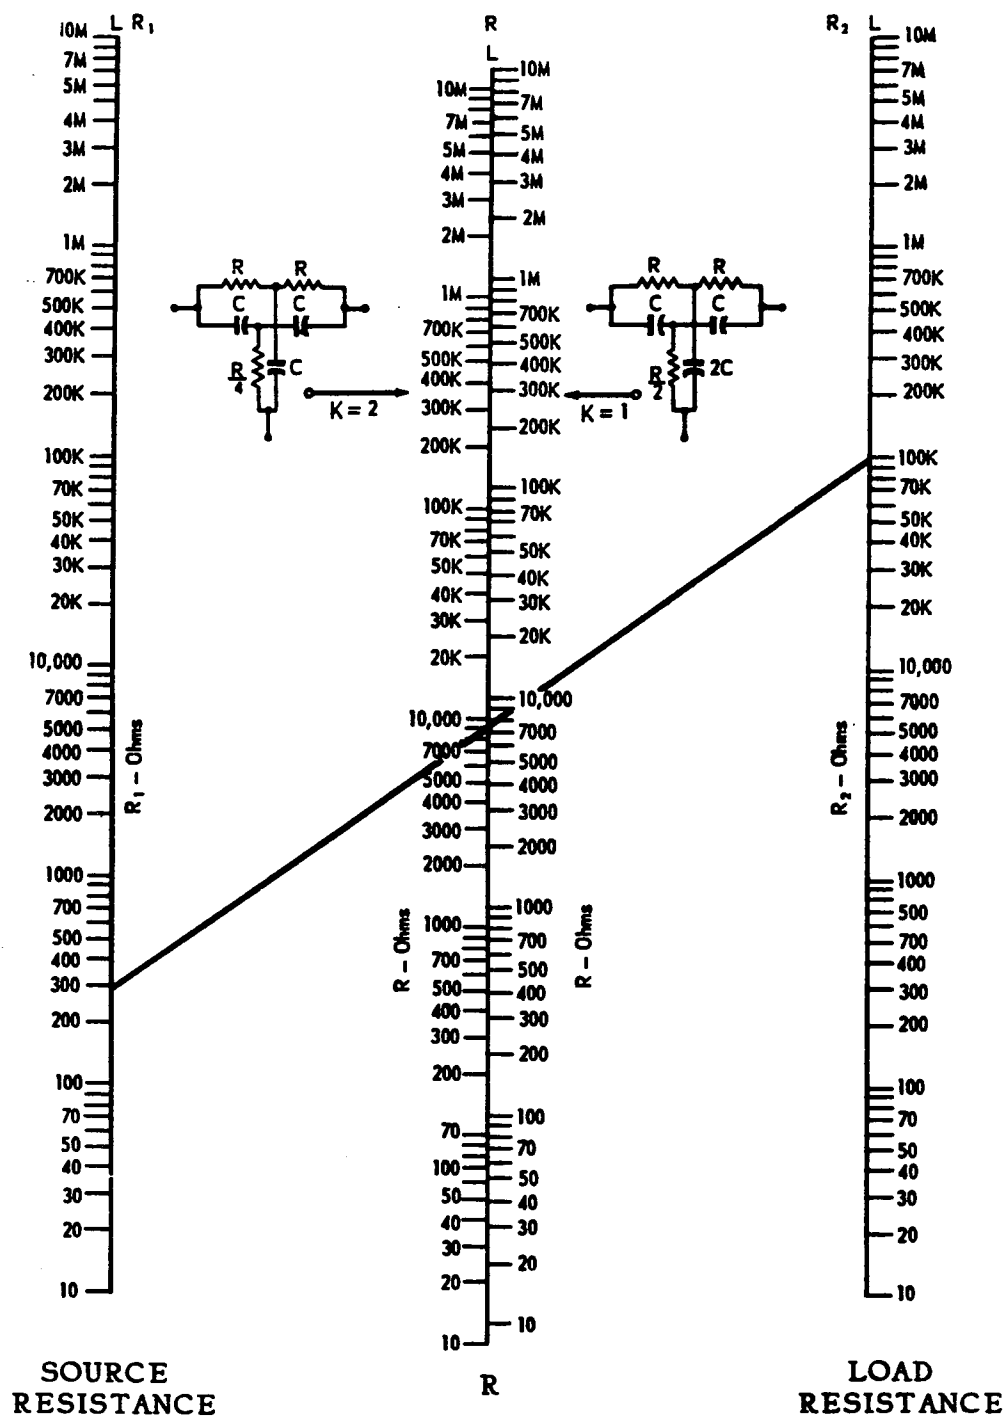 L R₁
10M
7M
5M
4M
3M
2M
1M
700K
500K
400K
300K
200K
100K
70K
50K
40K
30K
20K
10,000
7000
5000
4000
3000
2000
1000
700
500
400
300
200
100
70
50
40
30
20
10
R₁ – Ohms
SOURCE
RESISTANCE
R R
C C
R/4 C
K = 2
R
L
10M
7M
5M
4M
3M
2M
1M
700K
500K
400K
300K
200K
100K
70K
50K
40K
30K
20K
10,000
7000
5000
4000
3000
2000
1000
700
500
400
300
200
70
100
50
40
30
20
10
R – Ohms
10M
7M
5M
4M
3M
2M
1M
700K
500K
400K
300K
200K
100K
70K
50K
40K
30K
20K
10,000
7000
5000
4000
3000
2000
1000
700
500
400
300
200
100
70
50
40
30
20
10
R – Ohms
R
R R
C C
R/2 2C
K = 1
R₂ L
10M
7M
5M
4M
3M
2M
1M
700K
500K
400K
300K
200K
100K
70K
50K
40K
30K
20K
10,000
7000
5000
4000
3000
2000
1000
500
700
400
300
200
100
70
50
40
30
20
10
R₂ – Ohms
LOAD
RESISTANCE